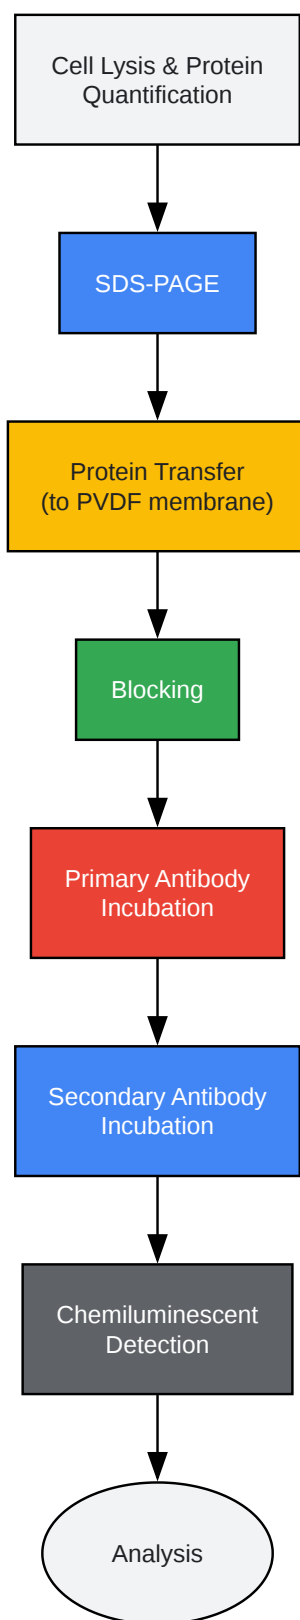 Cell Lysis & Protein
Quantification
SDS-PAGE
Protein Transfer
(to PVDF membrane)
Blocking
Primary Antibody
Incubation
Secondary Antibody
Incubation
Chemiluminescent
Detection
Analysis